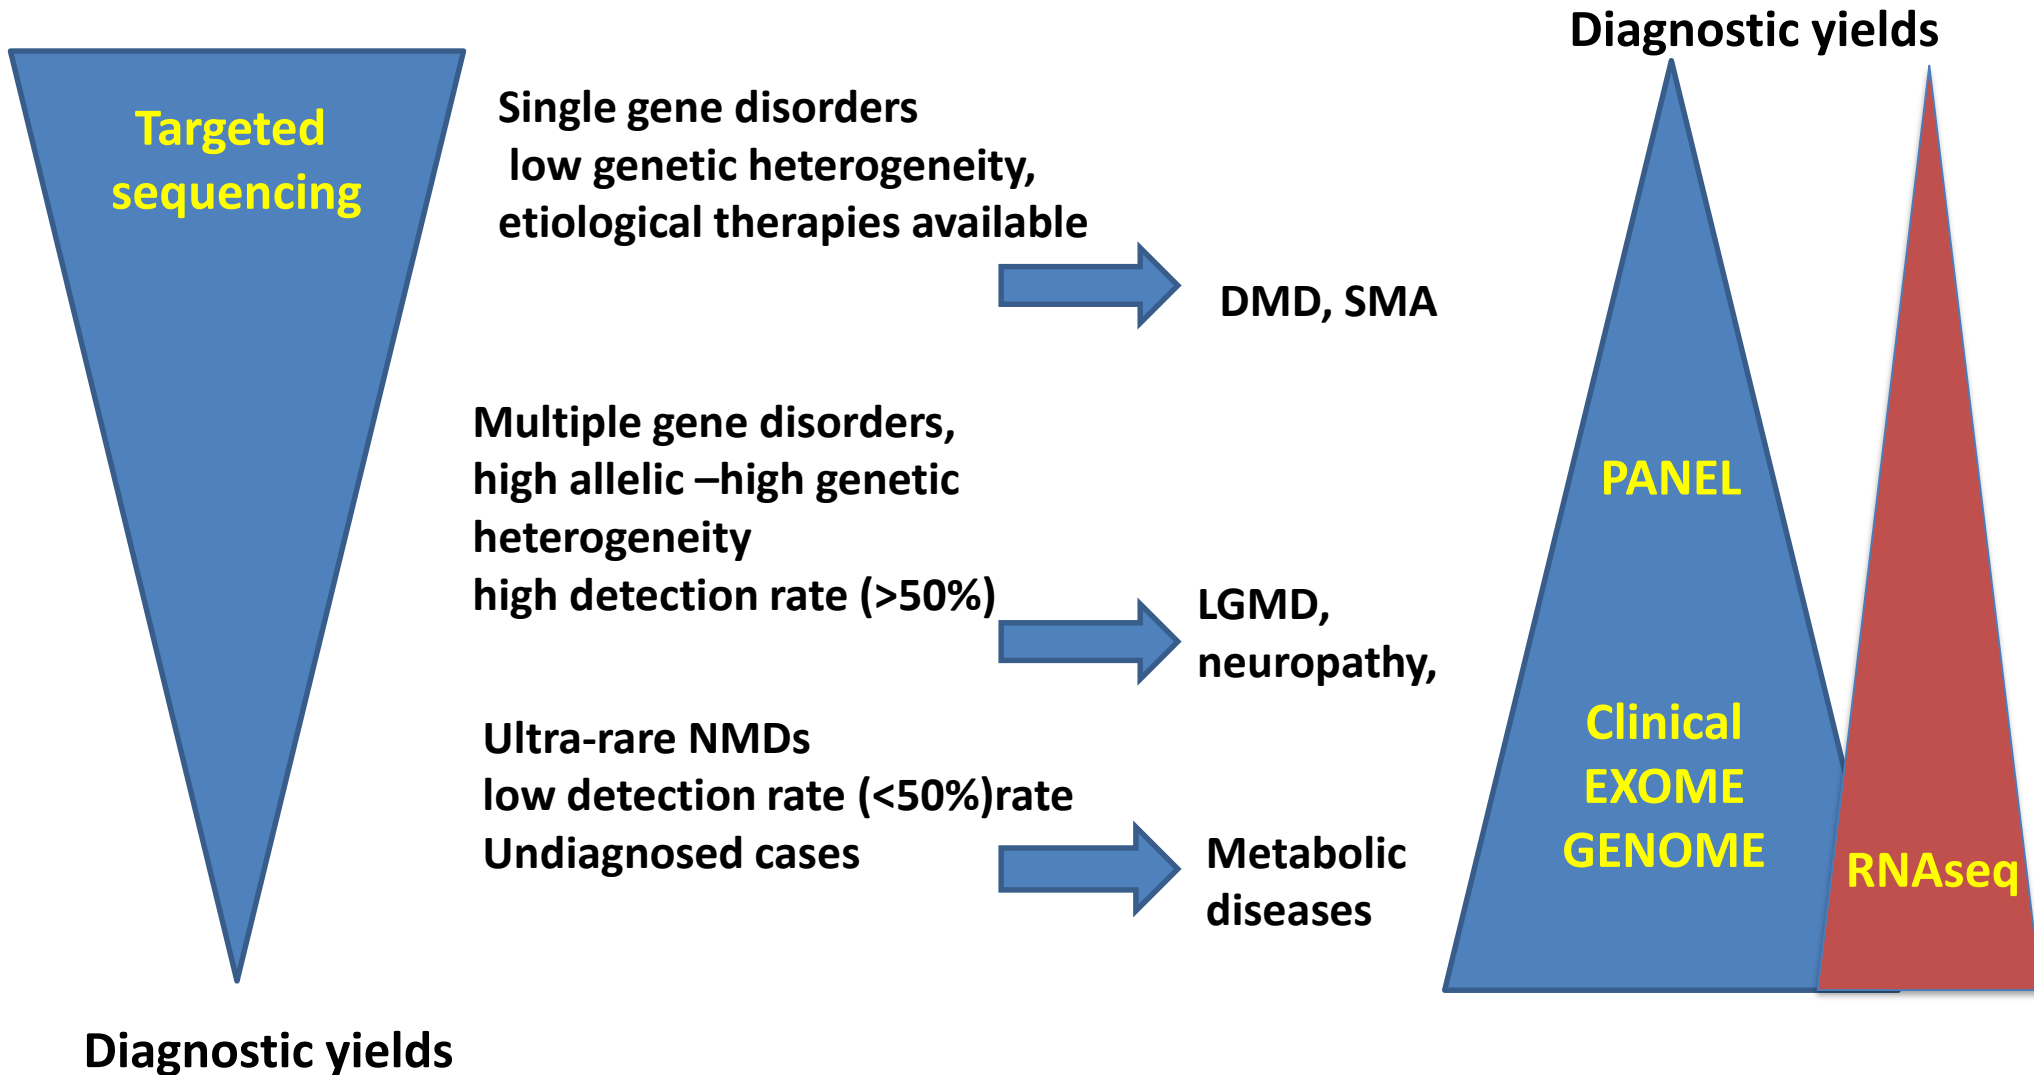 Diagnostic yields
Targeted
sequencing
Single gene disorders
low genetic heterogeneity,
etiological therapies available
DMD, SMA
Multiple gene disorders,
high allelic –high genetic
heterogeneity
high detection rate (>50%)
LGMD,
neuropathy,
Ultra-rare NMDs
low detection rate (<50%)rate
Undiagnosed cases
Metabolic
diseases
PANEL
Clinical
EXOME
GENOME
RNAseq
Diagnostic yields